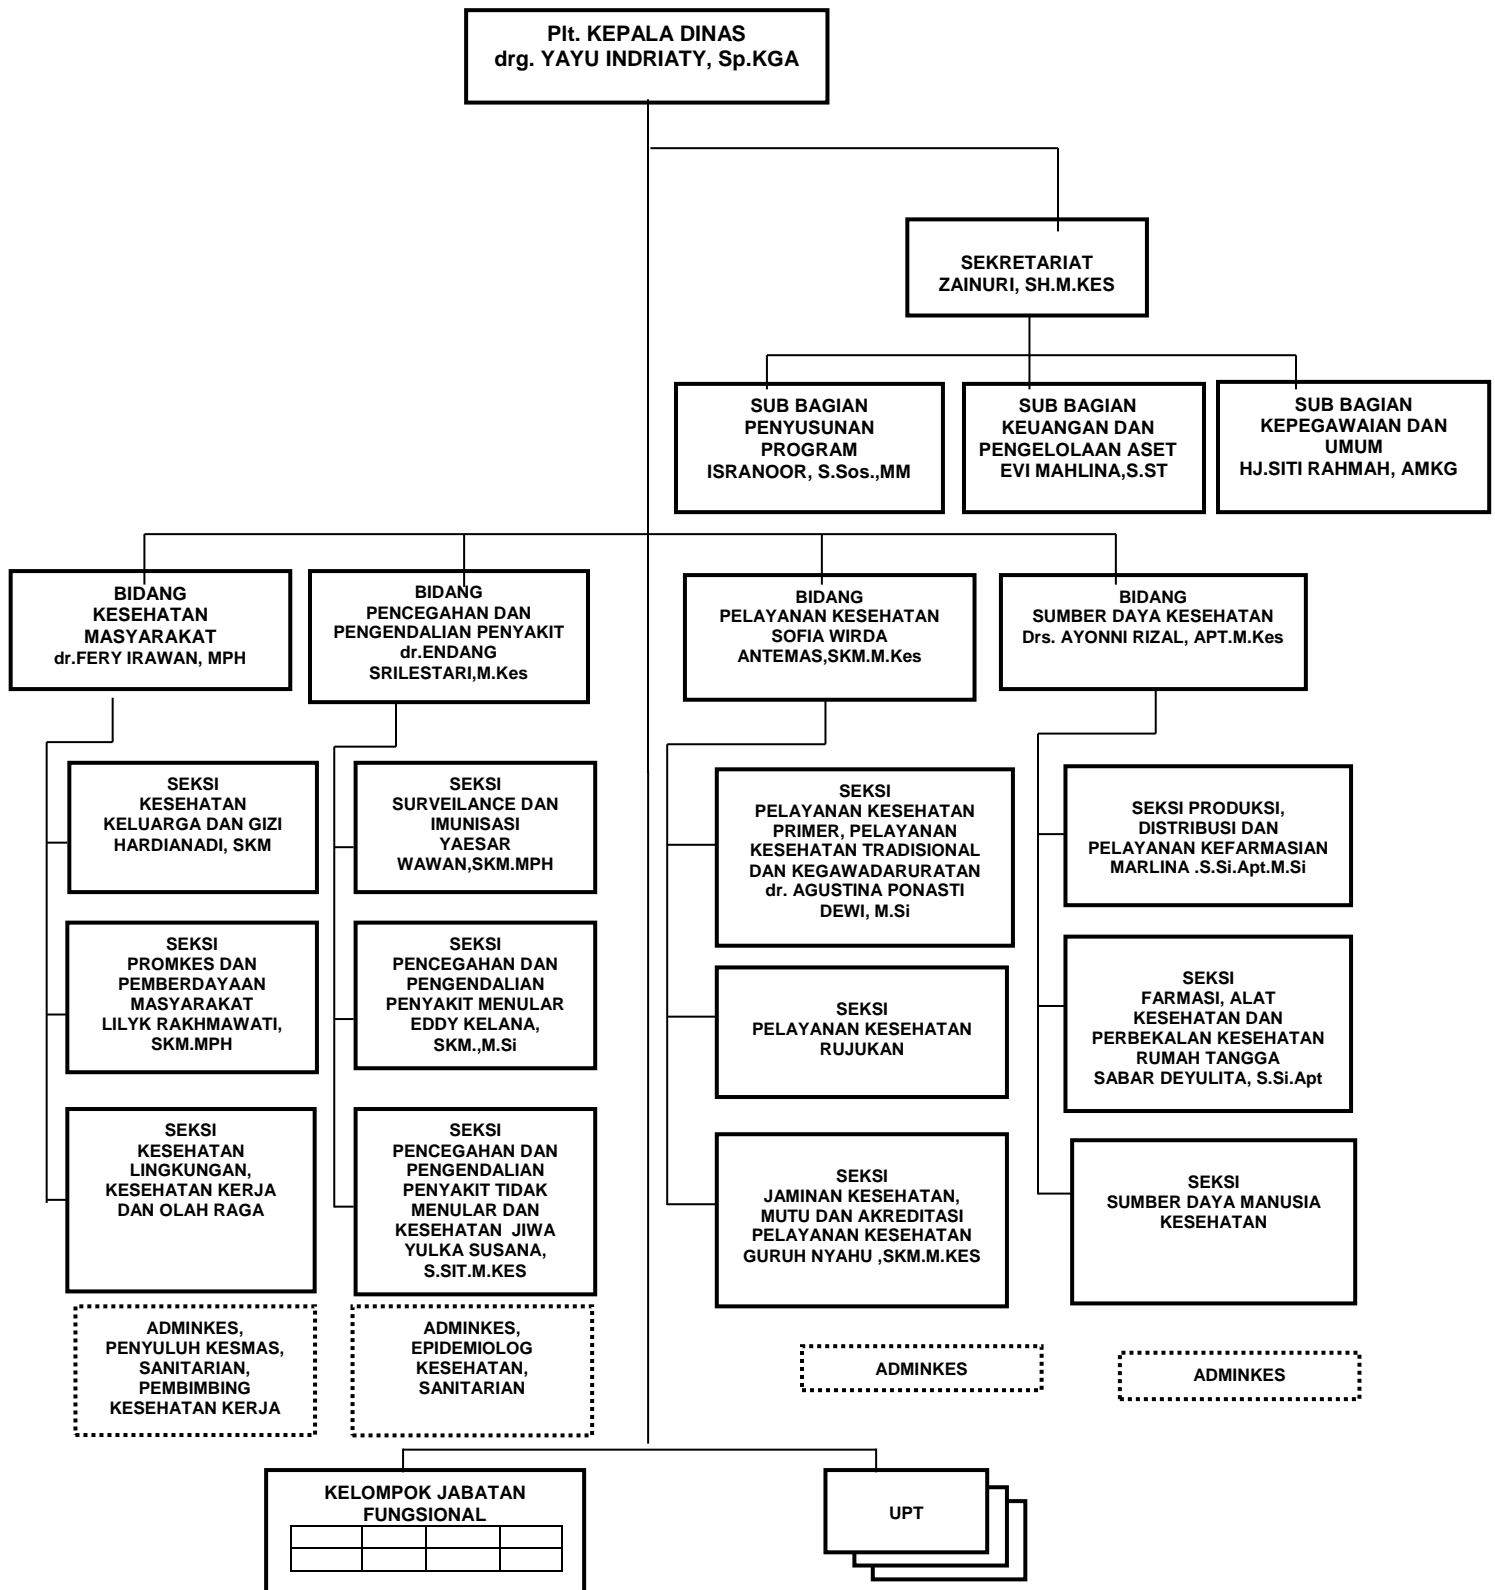 Plt. KEPALA DINAS
drg. YAYU INDRIATY, Sp.KGA
SEKRETARIAT
ZAINURI, SH.M.KES
SUB BAGIAN
PENYUSUNAN
PROGRAM
ISRANOOR, S.Sos.,MM
SUB BAGIAN
KEUANGAN DAN
PENGELOLAAN ASET
EVI MAHLINA,S.ST
SUB BAGIAN
KEPEGAWAIAN DAN
UMUM
HJ.SITI RAHMAH, AMKG
BIDANG
KESEHATAN
MASYARAKAT
dr.FERY IRAWAN, MPH
BIDANG
PENCEGAHAN DAN
PENGENDALIAN PENYAKIT
dr.ENDANG
SRILESTARI,M.Kes
BIDANG
PELAYANAN KESEHATAN
SOFIA WIRDA
ANTEMAS,SKM.M.Kes
BIDANG
SUMBER DAYA KESEHATAN
Drs. AYONNI RIZAL, APT.M.Kes
SEKSI
KESEHATAN
KELUARGA DAN GIZI
HARDIANADI, SKM
SEKSI
PROMKES DAN
PEMBERDAYAAN
MASYARAKAT
LILYK RAKHMAWATI,
SKM.MPH
SEKSI
KESEHATAN
LINGKUNGAN,
KESEHATAN KERJA
DAN OLAH RAGA
ADMINKES,
PENYULUH KESMAS,
SANITARIAN,
PEMBIMBING
KESEHATAN KERJA
SEKSI
SURVEILANCE DAN
IMUNISASI
YAESAR
WAWAN,SKM.MPH
SEKSI
PENCEGAHAN DAN
PENGENDALIAN
PENYAKIT MENULAR
EDDY KELANA,
SKM.,M.Si
SEKSI
PENCEGAHAN DAN
PENGENDALIAN
PENYAKIT TIDAK
MENULAR DAN
KESEHATAN JIWA
YULKA SUSANA,
S.SIT.M.KES
ADMINKES,
EPIDEMIOLOG
KESEHATAN,
SANITARIAN
SEKSI
PELAYANAN KESEHATAN
PRIMER, PELAYANAN
KESEHATAN TRADISIONAL
DAN KEGAWADARURATAN
dr. AGUSTINA PONASTI
DEWI, M.Si
SEKSI
PELAYANAN KESEHATAN
RUJUKAN
SEKSI
JAMINAN KESEHATAN,
MUTU DAN AKREDITASI
PELAYANAN KESEHATAN
GURUH NYAHU ,SKM.M.KES
ADMINKES
SEKSI PRODUKSI,
DISTRIBUSI DAN
PELAYANAN KEFARMASIAN
MARLINA .S.Si.Apt.M.Si
SEKSI
FARMASI, ALAT
KESEHATAN DAN
PERBEKALAN KESEHATAN
RUMAH TANGGA
SABAR DEYULITA, S.Si.Apt
SEKSI
SUMBER DAYA MANUSIA
KESEHATAN
ADMINKES
KELOMPOK JABATAN
FUNGSIONAL
UPT